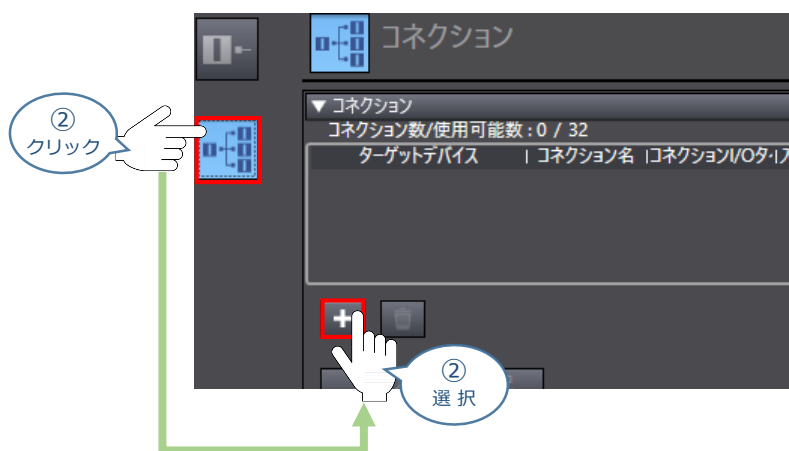 コネクション
▼ コネクション
コネクション数/使用可能数 : 0 / 32
ターゲットデバイス | コネクション名 |コネクションI/Oタ・|ス
②
クリック
②
選 択